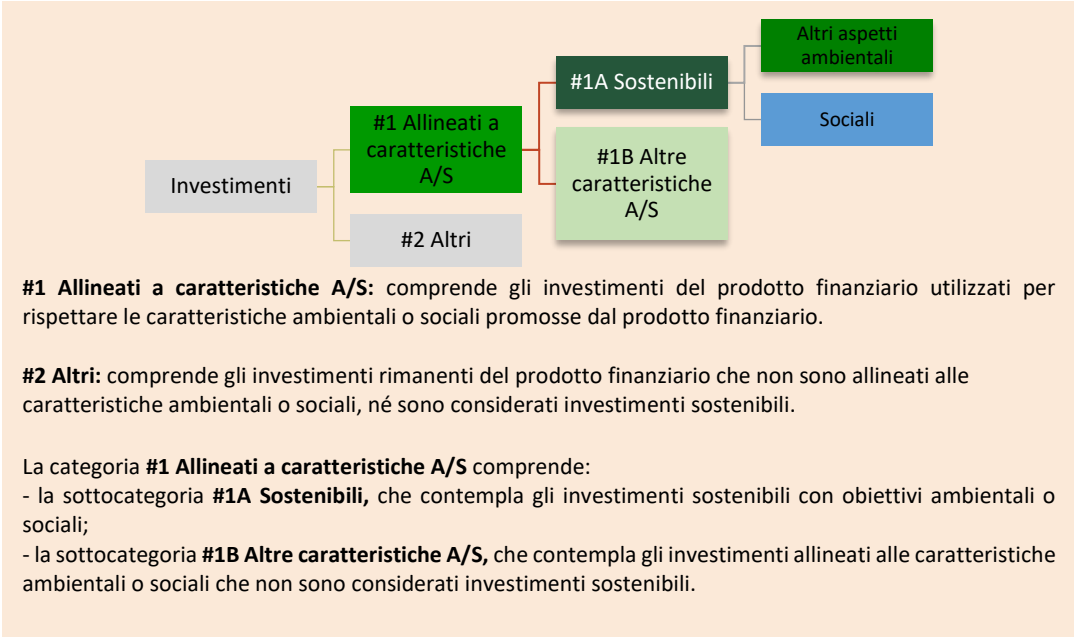 Altri aspetti
ambientali
#1A Sostenibili
Sociali
#1 Allineati a
caratteristiche
A/S
#1B Altre
caratteristiche
A/S
Investimenti
#2 Altri
#1 Allineati a caratteristiche A/S: comprende gli investimenti del prodotto finanziario utilizzati per
rispettare le caratteristiche ambientali o sociali promosse dal prodotto finanziario.
#2 Altri: comprende gli investimenti rimanenti del prodotto finanziario che non sono allineati alle
caratteristiche ambientali o sociali, né sono considerati investimenti sostenibili.
La categoria #1 Allineati a caratteristiche A/S comprende:
- la sottocategoria #1A Sostenibili, che contempla gli investimenti sostenibili con obiettivi ambientali o
sociali;
- la sottocategoria #1B Altre caratteristiche A/S, che contempla gli investimenti allineati alle caratteristiche
ambientali o sociali che non sono considerati investimenti sostenibili.